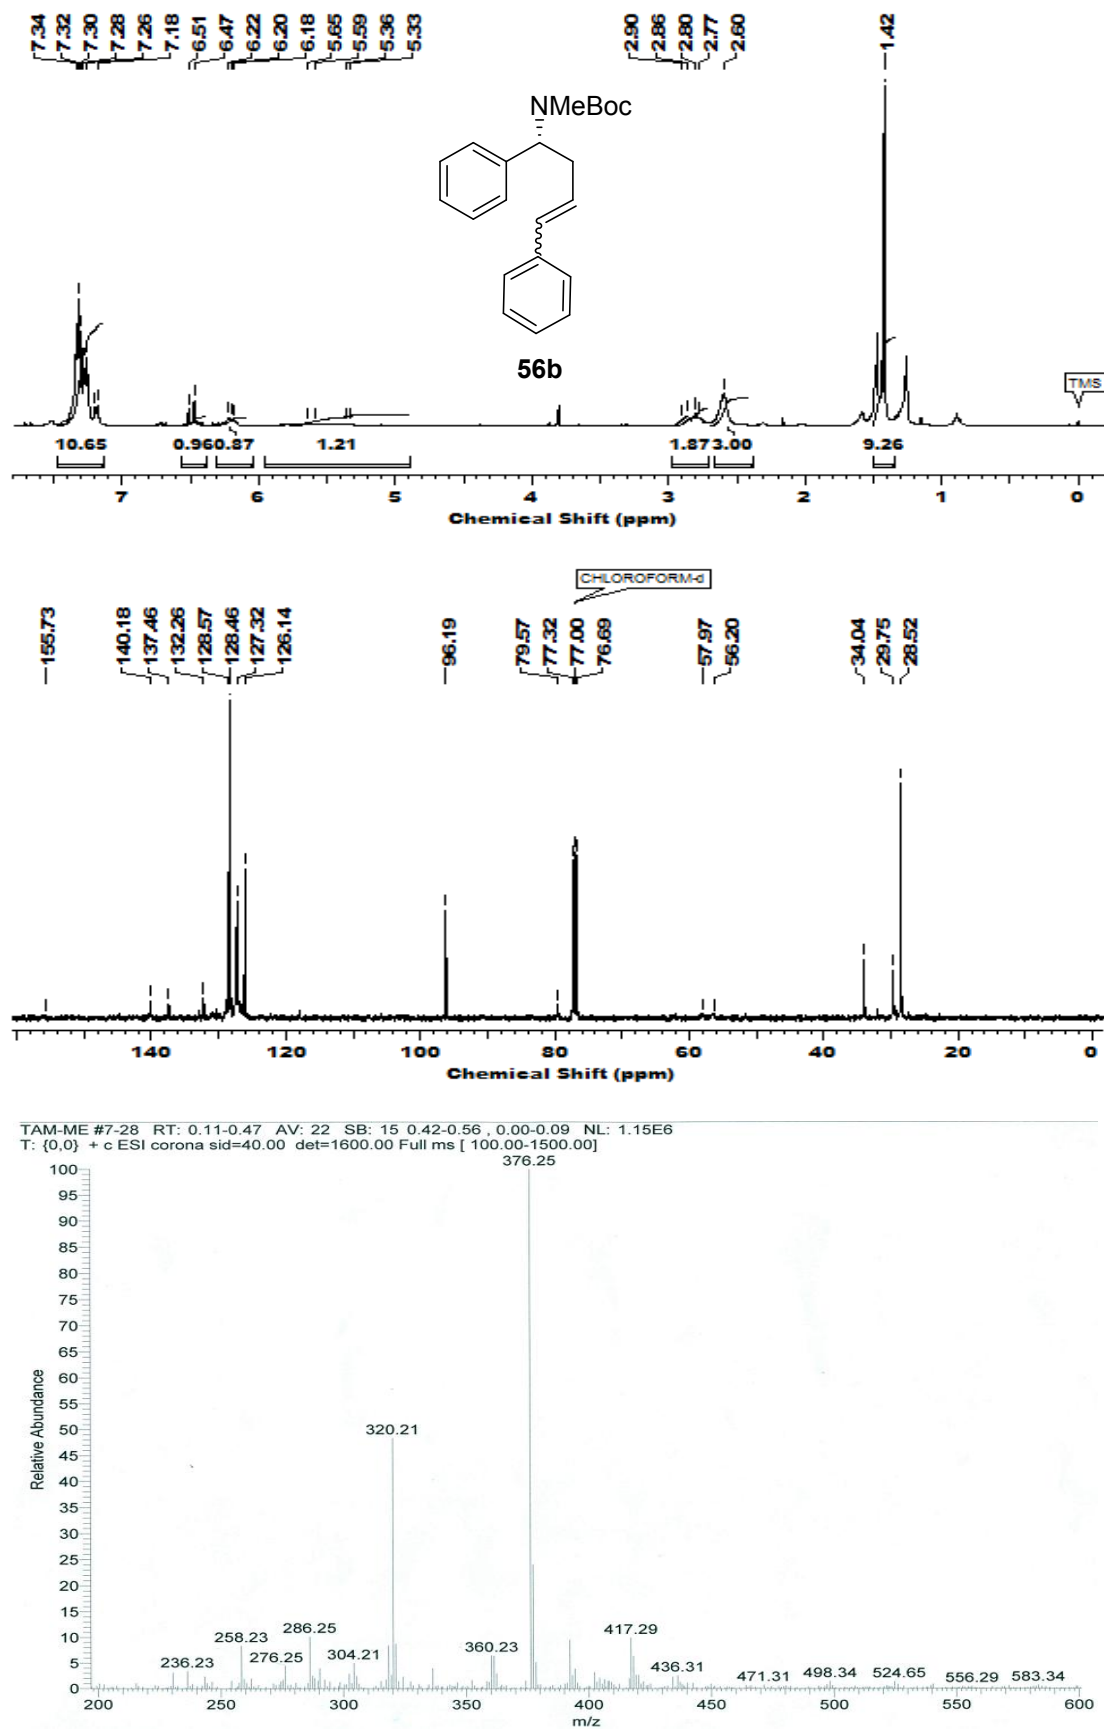 7.34 7.32 7.30 7.28 7.26 7.18 6.51 6.47 6.22 6.20 6.18 5.65 5.59 5.36 5.33 2.90 2.86 2.80 2.77 2.60 1.42
NMeBoc
56b
TMS
10.65 0.96 0.87 1.21 1.87 3.00 9.26
7 6 5 4 3 2 1 0
Chemical Shift (ppm)
CHLOROFORM-d
155.73 140.18 137.46 132.26 128.57 128.46 127.32 126.14 96.19 79.57 77.32 77.00 76.69 57.97 56.20 34.04 29.75 28.52
140 120 100 80 60 40 20 0
Chemical Shift (ppm)
TAM-ME #7-28 RT: 0.11-0.47 AV: 22 SB: 15 0.42-0.56 , 0.00-0.09 NL: 1.15E6
T: {0,0} + c ESI corona sid=40.00 det=1600.00 Full ms [ 100.00-1500.00]
376.25
100
95
90
85
80
75
70
65
60
55
50
45
40
35
30
25
20
15
10
5
0
Relative Abundance
320.21
417.29
286.25
258.23
360.23
304.21
276.25
236.23
436.31
471.31
498.34
524.65
556.29
583.34
200 250 300 350 400 450 500 550 600
m/z